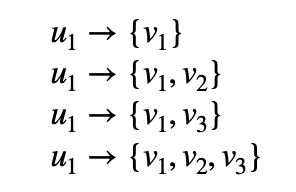 u₁ → {v₁}
u₁ → {v₁, v₂}
u₁ → {v₁, v₃}
u₁ → {v₁, v₂, v₃}